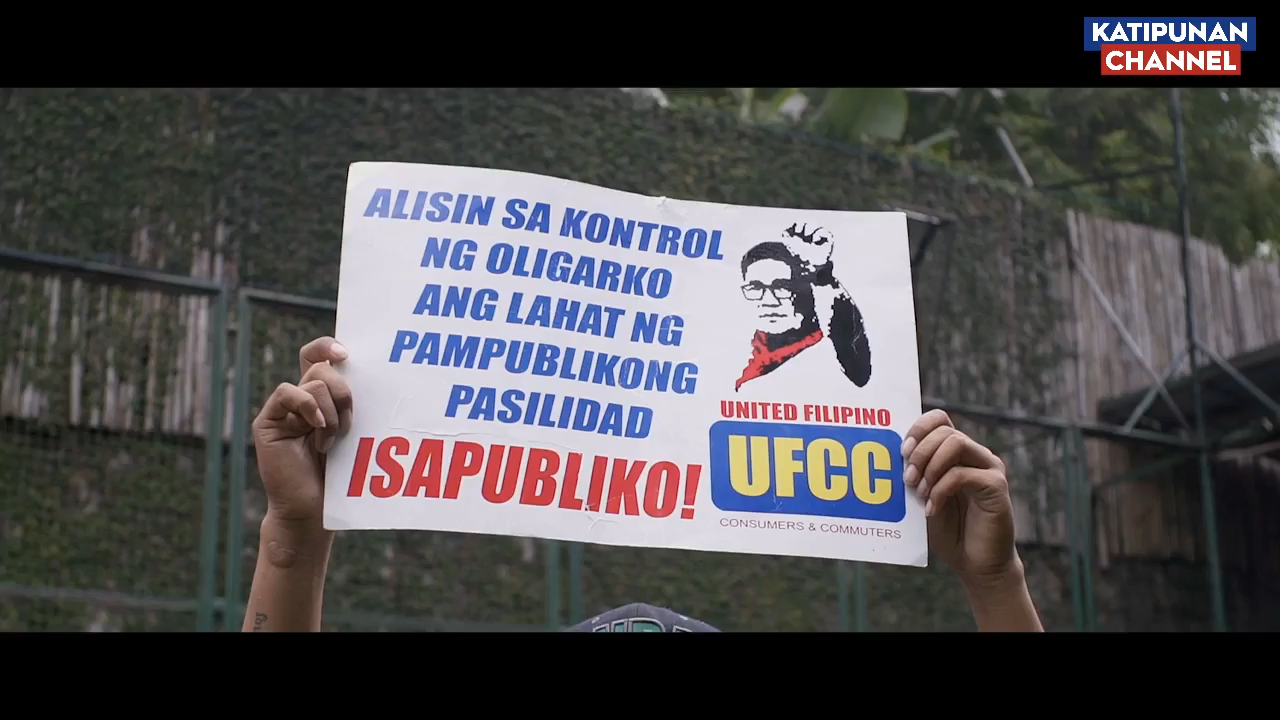 KATIPUNAN
CHANNEL
ALISIN SA KONTROL
NG OLIGARKO
ANG LAHAT NG
PAMPUBLIKONG
PASILIDAD
ISAPUBLIKO!
UNITED FILIPINO
UFCC
CONSUMERS & COMMUTERS